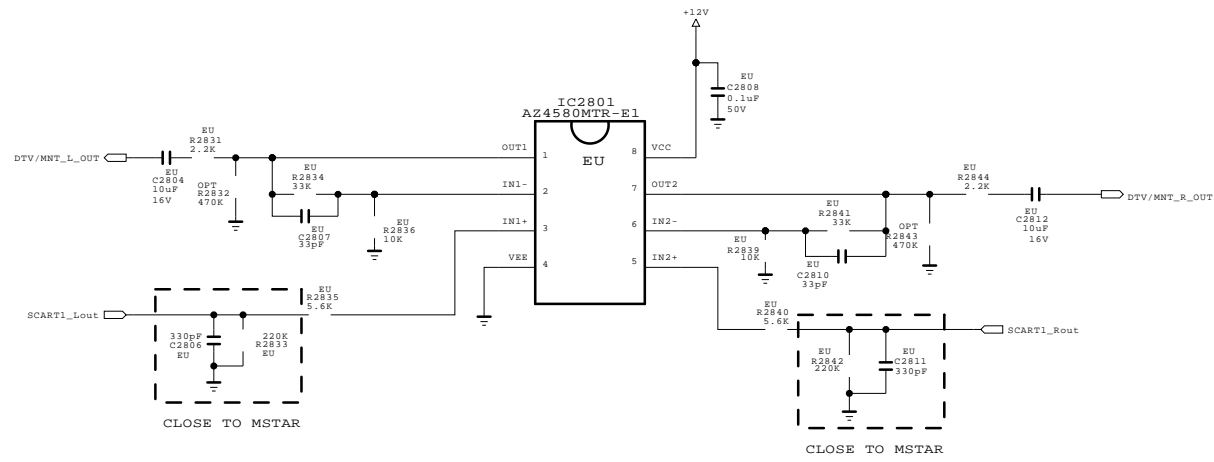 +12V
EU
C2808
0.1uF
50V
IC2801
AZ4580MTR-E1
EU
OUT1
1
IN1-
2
IN1+
3
VEE
4
8
VCC
7
OUT2
6
IN2-
5
IN2+
DTV/MNT_L_OUT
EU
C2804
10uF
16V
EU
R2831
2.2K
OPT
R2832
470K
EU
R2834
33K
EU
C2807
33pF
EU
R2836
10K
SCART1_Lout
330pF
C2806
EU
220K
R2833
EU
EU
R2835
5.6K
CLOSE TO MSTAR
EU
R2839
10K
EU
R2841
33K
EU
C2810
33pF
OPT
R2843
470K
EU
R2844
2.2K
EU
C2812
10uF
16V
DTV/MNT_R_OUT
EU
R2840
5.6K
EU
R2842
220K
EU
C2811
330pF
SCART1_Rout
CLOSE TO MSTAR